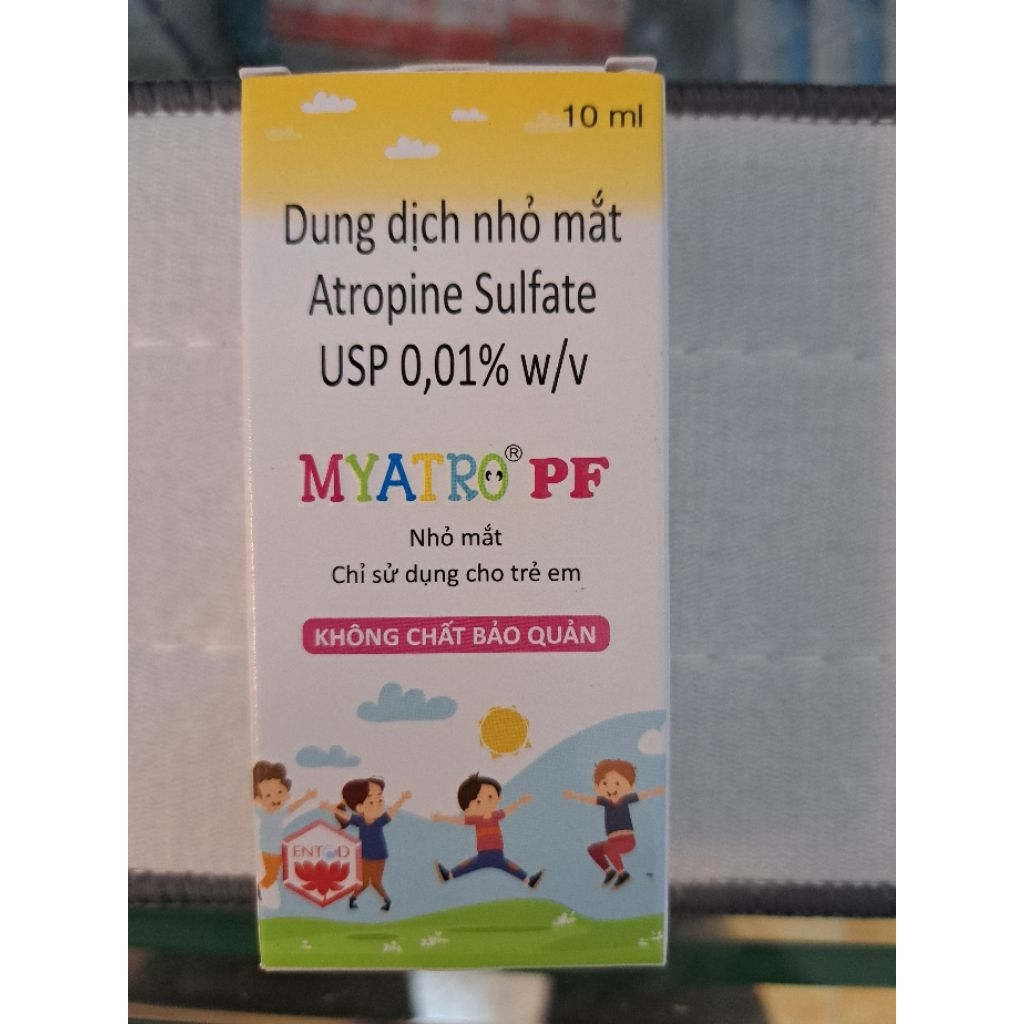 10 ml
Dung dịch nhỏ mắt
Atropine Sulfate
USP 0,01% w/v
MYATRO® PF
Nhỏ mắt
Chỉ sử dụng cho trẻ em
KHÔNG CHẤT BẢO QUẢN
ENTOD